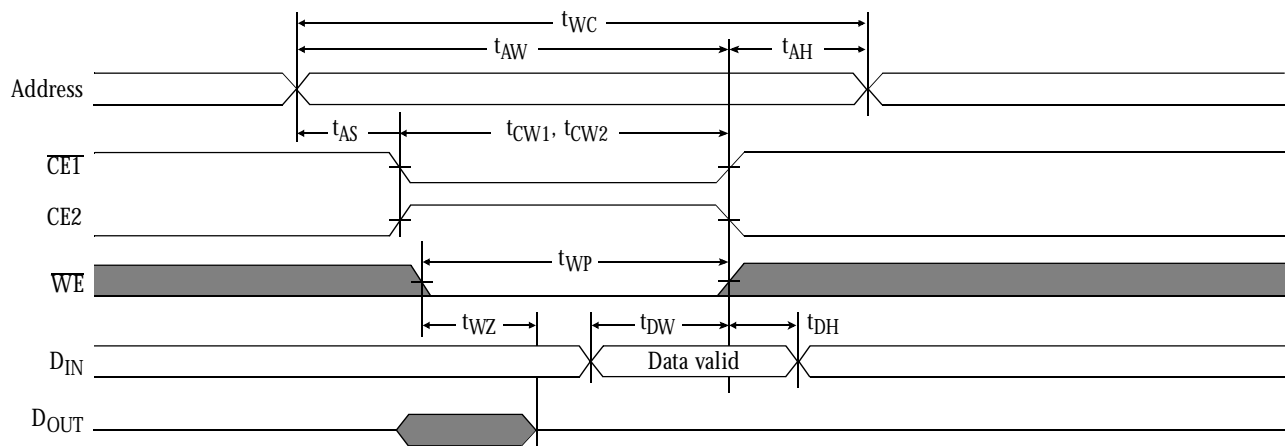 tWC
tAW tAH
Address
tAS tCW1, tCW2
CE1
CE2
tWP
WE
tWZ tDW tDH
DIN Data valid
DOUT